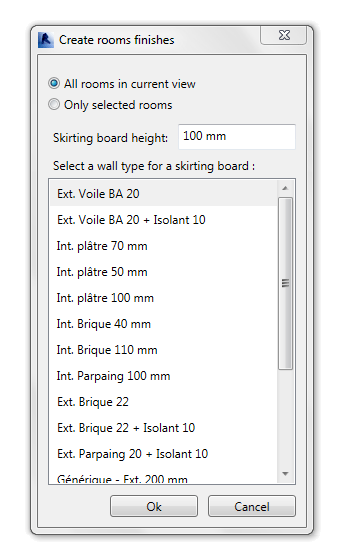 Create rooms finishes
All rooms in current view
Only selected rooms
Skirting board height: 100 mm
Select a wall type for a skirting board :
Ext. Voile BA 20
Ext. Voile BA 20 + Isolant 10
Int. plâtre 70 mm
Int. plâtre 50 mm
Int. plâtre 100 mm
Int. Brique 40 mm
Int. Brique 110 mm
Int. Parpaing 100 mm
Ext. Brique 22
Ext. Brique 22 + Isolant 10
Ext. Parpaing 20 + Isolant 10
Générique - Ext. 200 mm
Ok Cancel